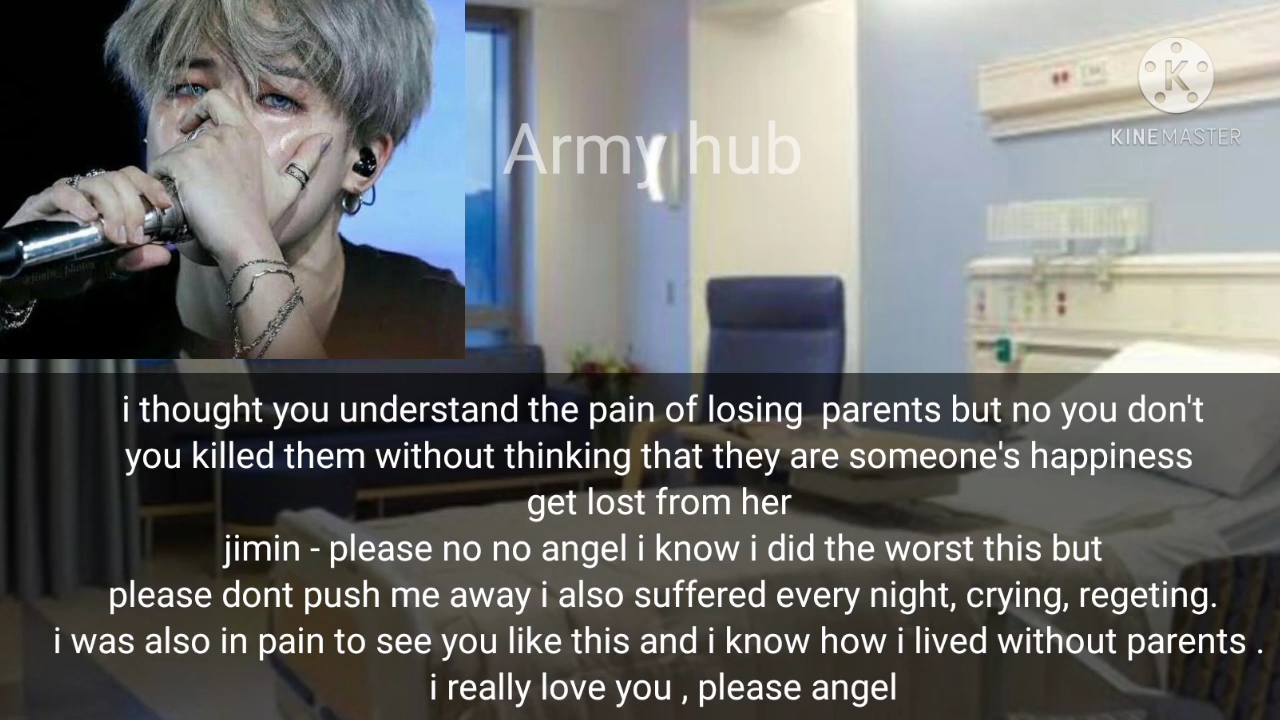 Army hub
K
KINEMASTER
i thought you understand the pain of losing parents but no you don't
you killed them without thinking that they are someone's happiness
get lost from her
jimin - please no no angel i know i did the worst this but
please dont push me away i also suffered every night, crying, regeting.
i was also in pain to see you like this and i know how i lived without parents .
i really love you , please angel